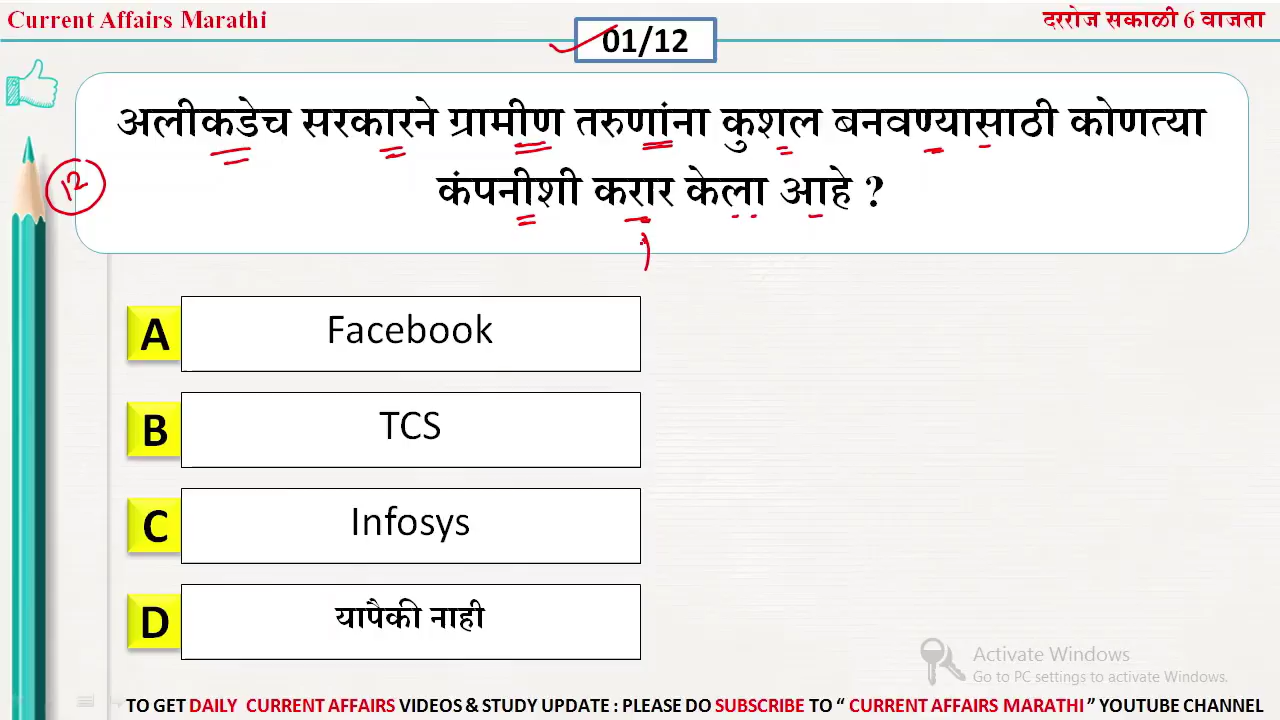 Current Affairs Marathi
दररोज सकाळी 6 वाजता
01/12
अलीकडेच सरकारने ग्रामीण तरुणांना कुशल बनवण्यासाठी कोणत्या
कंपनीशी करार केला आहे ?
12
A Facebook
B TCS
C Infosys
D यापैकी नाही
Activate Windows
Go to PC settings to activate Windows.
TO GET DAILY CURRENT AFFAIRS VIDEOS & STUDY UPDATE : PLEASE DO SUBSCRIBE TO “ CURRENT AFFAIRS MARATHI ” YOUTUBE CHANNEL